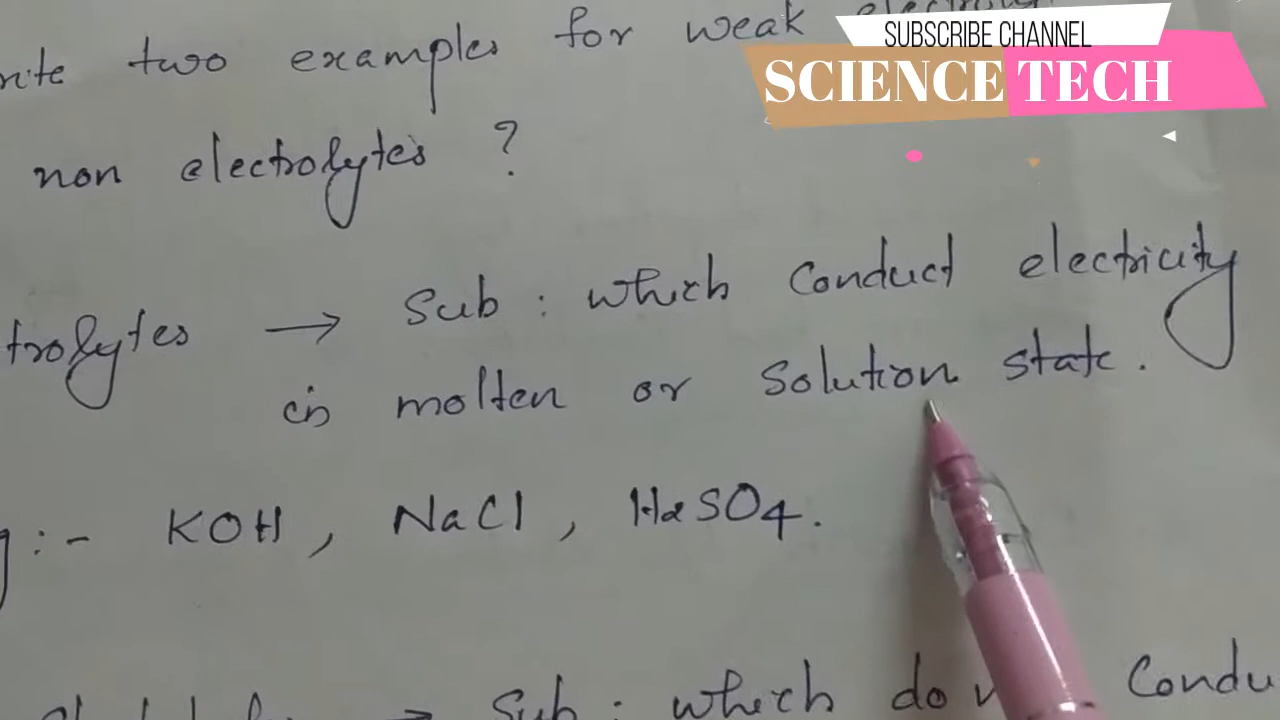 rite two examples for weak
SUBSCRIBE CHANNEL
SCIENCE TECH
non electrolytes ?
trolytes → Sub : which conduct electricity
in molten or solution state.
g :- KOH , NaCl , H2SO4.
→ Sub : which do Condu